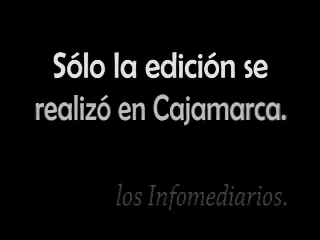 Sólo la edición se
realizó en Cajamarca.
los Infomediarios.